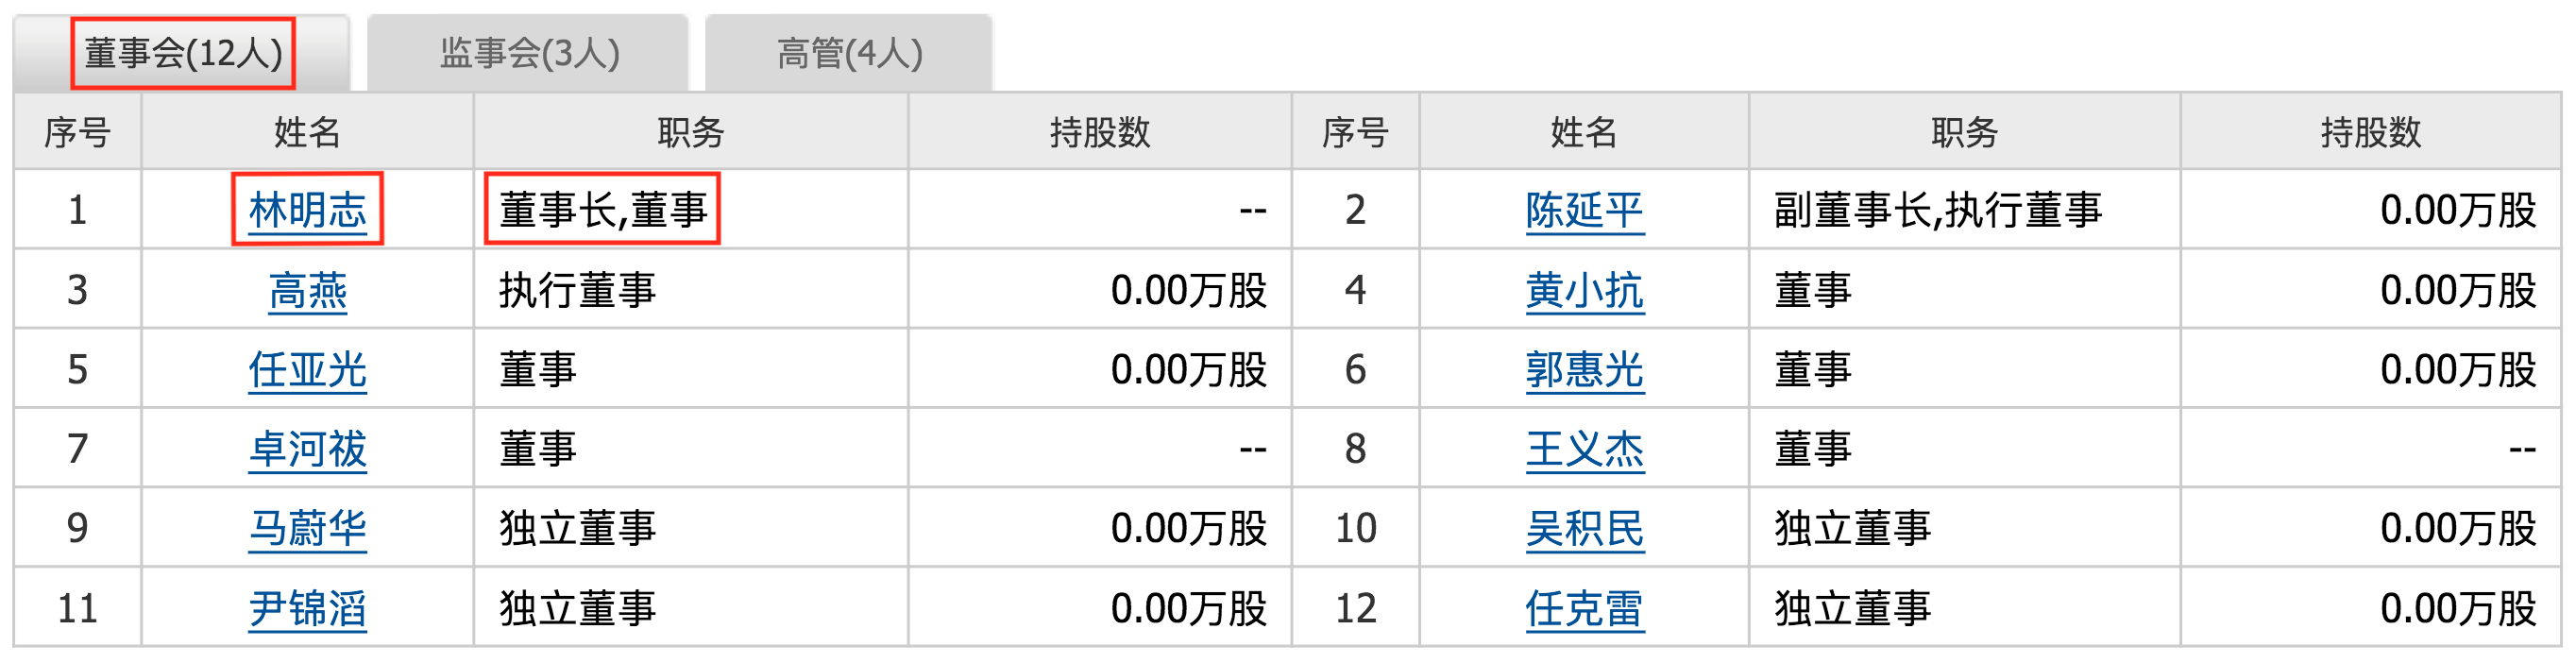 董事会(12人) 监事会(3人) 高管(4人)
序号 姓名 职务 持股数 序号 姓名 职务 持股数
1 林明志 董事长,董事 -- 2 陈延平 副董事长,执行董事 0.00万股
3 高燕 执行董事 0.00万股 4 黄小抗 董事 0.00万股
5 任亚光 董事 0.00万股 6 郭惠光 董事 0.00万股
7 卓河祓 董事 -- 8 王义杰 董事 --
9 马蔚华 独立董事 0.00万股 10 吴积民 独立董事 0.00万股
11 尹锦滔 独立董事 0.00万股 12 任克雷 独立董事 0.00万股